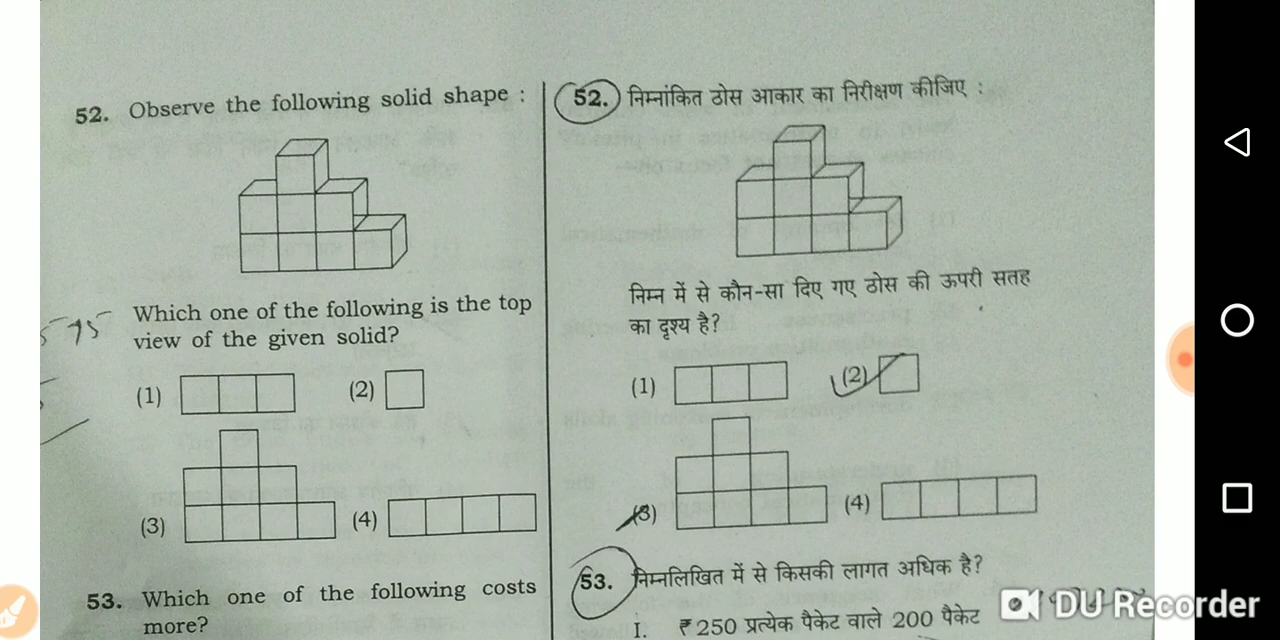 52. Observe the following solid shape :
Which one of the following is the top
view of the given solid?
(1) (2)
(3) (4)
53. Which one of the following costs
more?
75
52. निम्नांकित ठोस आकार का निरीक्षण कीजिए :
निम्न में से कौन-सा दिए गए ठोस की ऊपरी सतह
का दृश्य है?
(1) (2)
(3) (4)
53. निम्नलिखित में से किसकी लागत अधिक है?
I. ₹250 प्रत्येक पैकेट वाले 200 पैकेट
DU Recorder